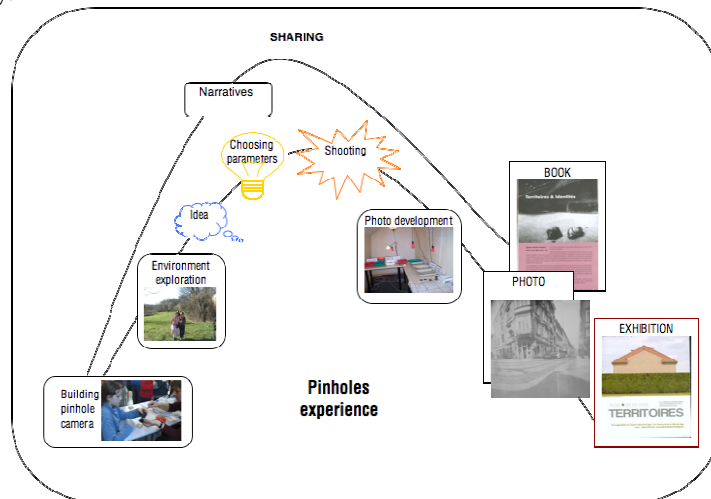 SHARING
Narratives
Choosing
parameters
Shooting
Idea
Photo development
Environment
exploration
BOOK
Territoires & Identités
PHOTO
EXHIBITION
Building
pinhole
camera
Pinholes
experience
TERRITOIRES